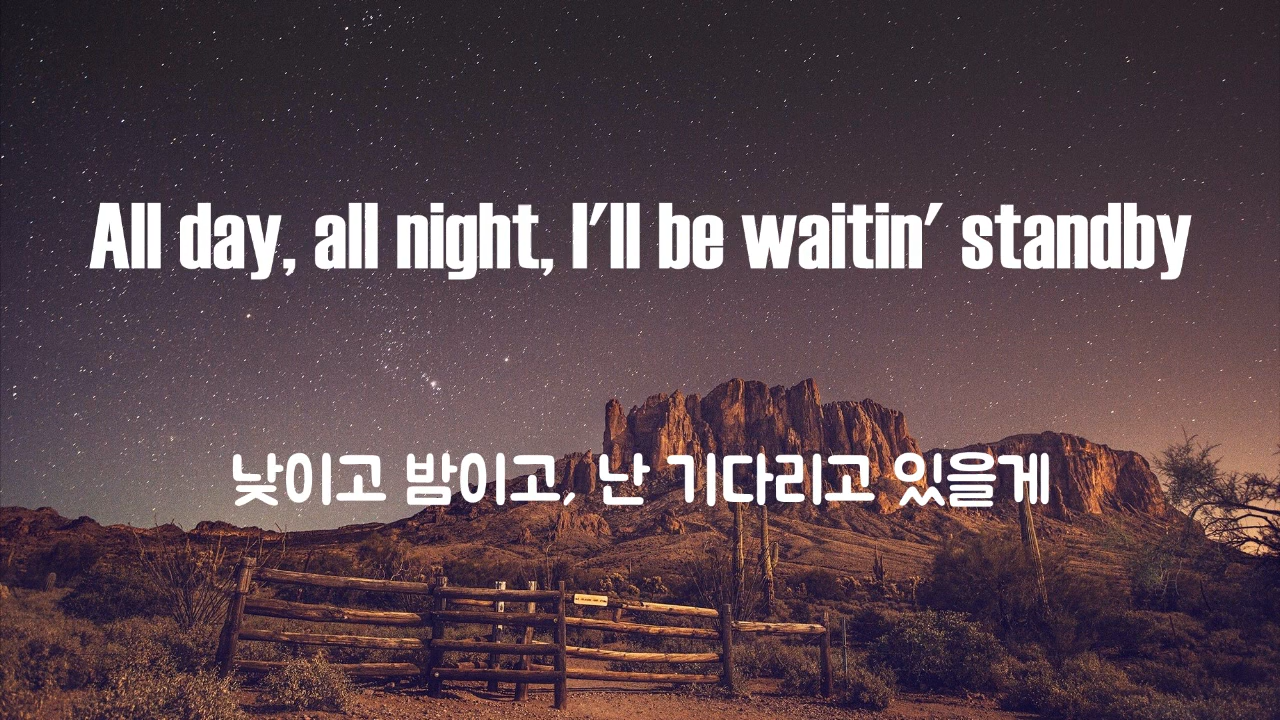 All day, all night, I'll be waitin' standby
낮이고 밤이고, 난 기다리고 있을게